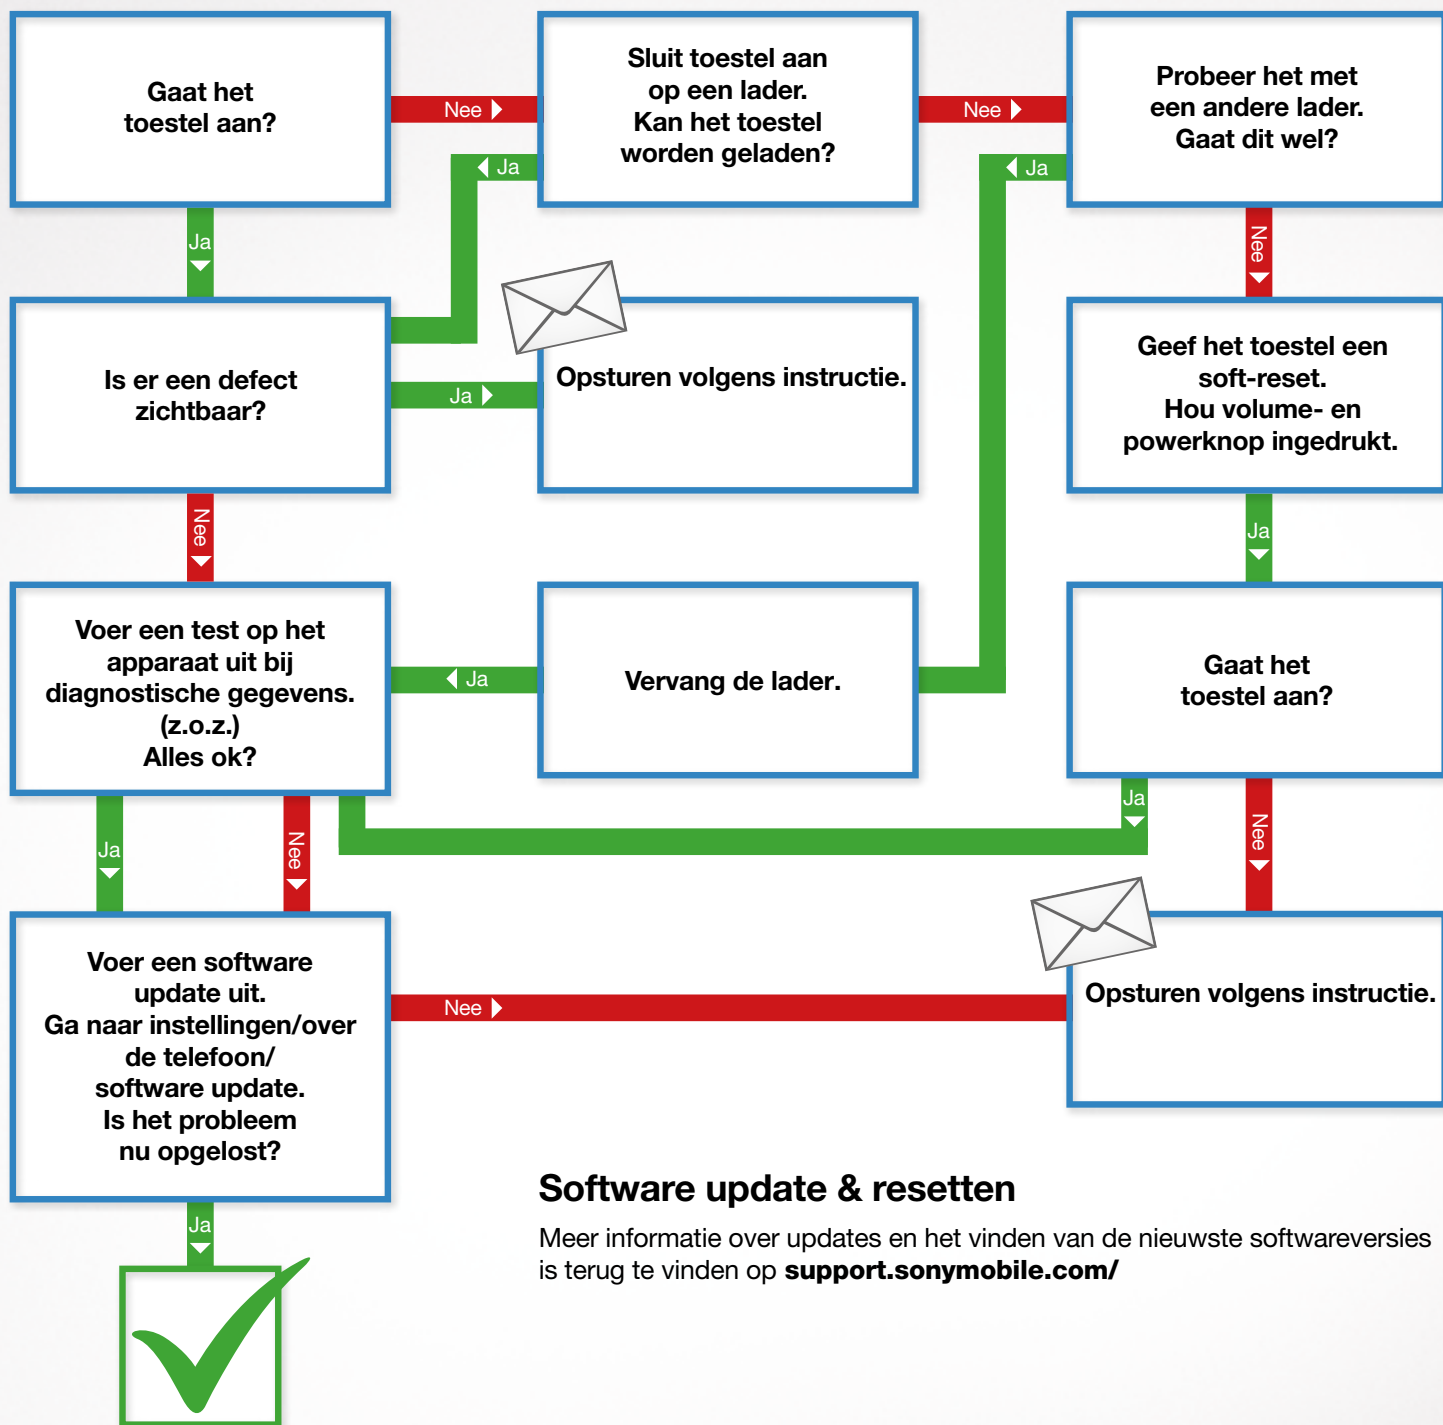 Gaat het
toestel aan?
Nee
Sluit toestel aan
op een lader.
Kan het toestel
worden geladen?
Nee
Probeer het met
een andere lader.
Gaat dit wel?
Ja
Ja
Ja
Nee
Is er een defect
zichtbaar?
Ja
Opsturen volgens instructie.
Geef het toestel een
soft-reset.
Hou volume- en
powerknop ingedrukt.
Nee
Ja
Voer een test op het
apparaat uit bij
diagnostische gegevens.
(z.o.z.)
Alles ok?
Ja
Vervang de lader.
Gaat het
toestel aan?
Ja
Nee
Ja
Nee
Voer een software
update uit.
Ga naar instellingen/over
de telefoon/
software update.
Is het probleem
nu opgelost?
Nee
Opsturen volgens instructie.
Ja
Software update & resetten
Meer informatie over updates en het vinden van de nieuwste softwareversies
is terug te vinden op support.sonymobile.com/